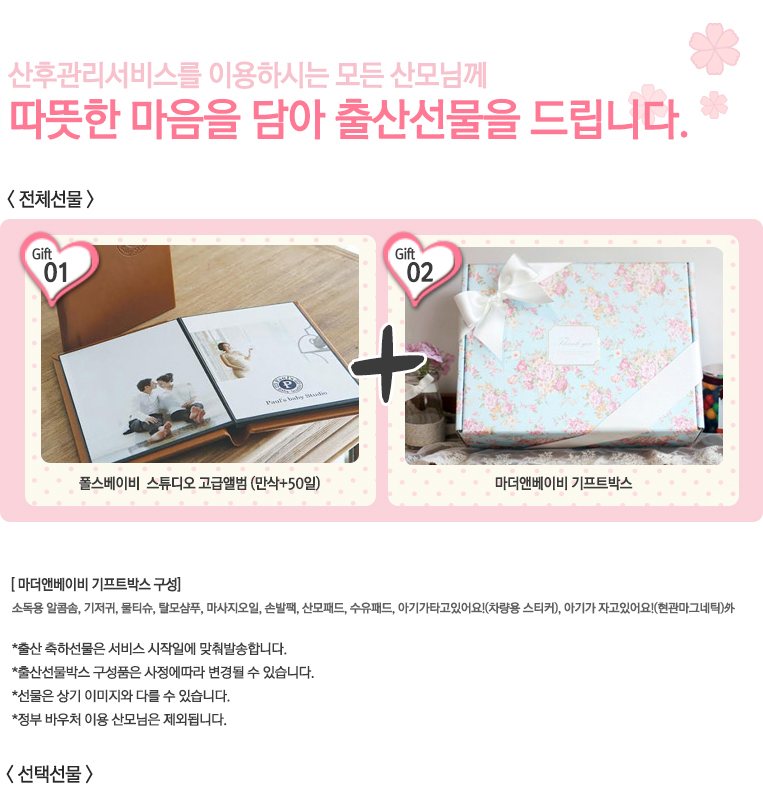 산후관리서비스를 이용하시는 모든 산모님께
따뜻한 마음을 담아 출산선물을 드립니다.
< 전체선물 >
Gift
01
Gift
02
Thank you
P
Paul's baby Studio
폴스베이비 스튜디오 고급앨범 (만삭+50일)
마더앤베이비 기프트박스
[ 마더앤베이비 기프트박스 구성]
소독용 알콜솜, 기저귀, 물티슈, 탈모샴푸, 마사지오일, 손발팩, 산모패드, 수유패드, 아기가타고있어요!(차량용 스티커), 아기가 자고있어요!(현관마그네틱)外
*출산 축하선물은 서비스 시작일에 맞춰발송합니다.
*출산선물박스 구성품은 사정에따라 변경될 수 있습니다.
*선물은 상기 이미지와 다를 수 있습니다.
*정부 바우처 이용 산모님은 제외됩니다.
< 선택선물 >